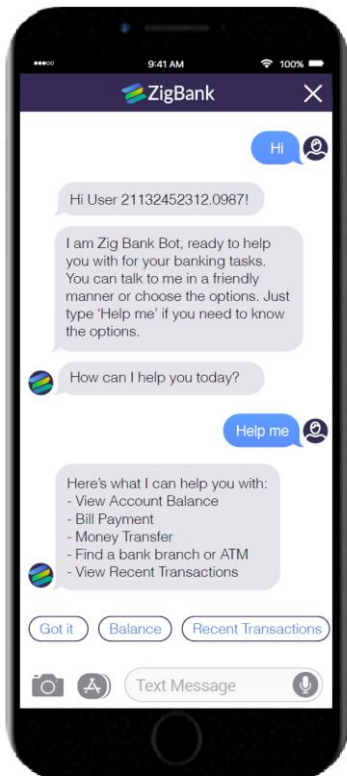 9:41 AM
100%
ZigBank
Hi
Hi User 21132452312.0987!
I am Zig Bank Bot, ready to help
you with for your banking tasks.
You can talk to me in a friendly
manner or choose the options. Just
type 'Help me' if you need to know
the options.
How can I help you today?
Help me
Here's what I can help you with:
- View Account Balance
- Bill Payment
- Money Transfer
- Find a bank branch or ATM
- View Recent Transactions
Got it
Balance
Recent Transactions
Text Message